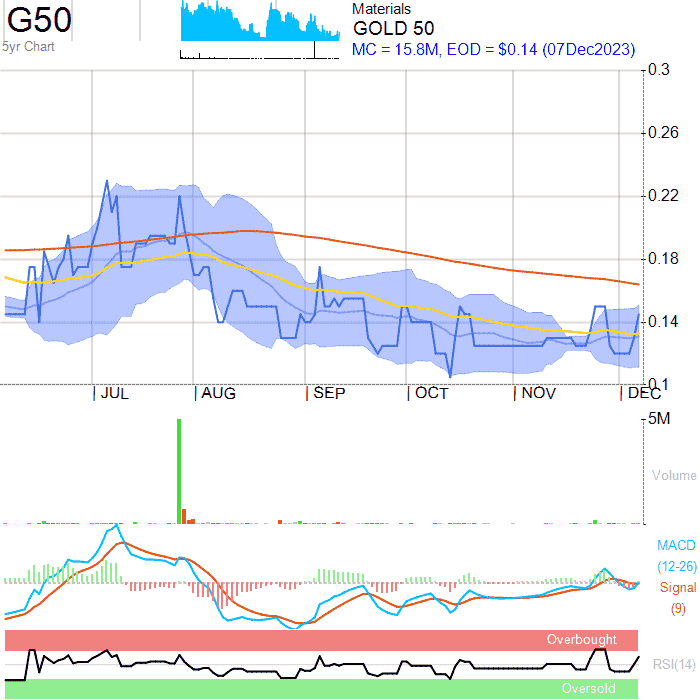 G50
5yr Chart
Materials
GOLD 50
MC = 15.8M, EOD = $0.14 (07Dec2023)
0.3
0.26
0.22
0.18
0.14
0.1
JUL AUG SEP OCT NOV DEC
5M
Volume
MACD
(12-26)
Signal
(9)
Overbought
RSI(14)
Oversold